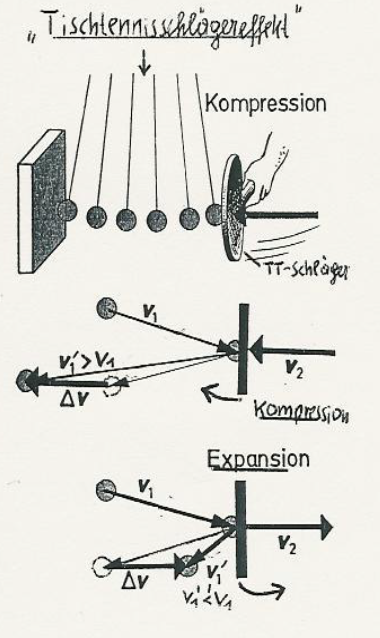 „Tischtennisschlägereffekt“
Kompression
TT-Schläger
v₁
v₁'>v₁
v₂
Δv
Kompression
Expansion
v₁
v₂
Δv
v₁'
v₁'<v₁